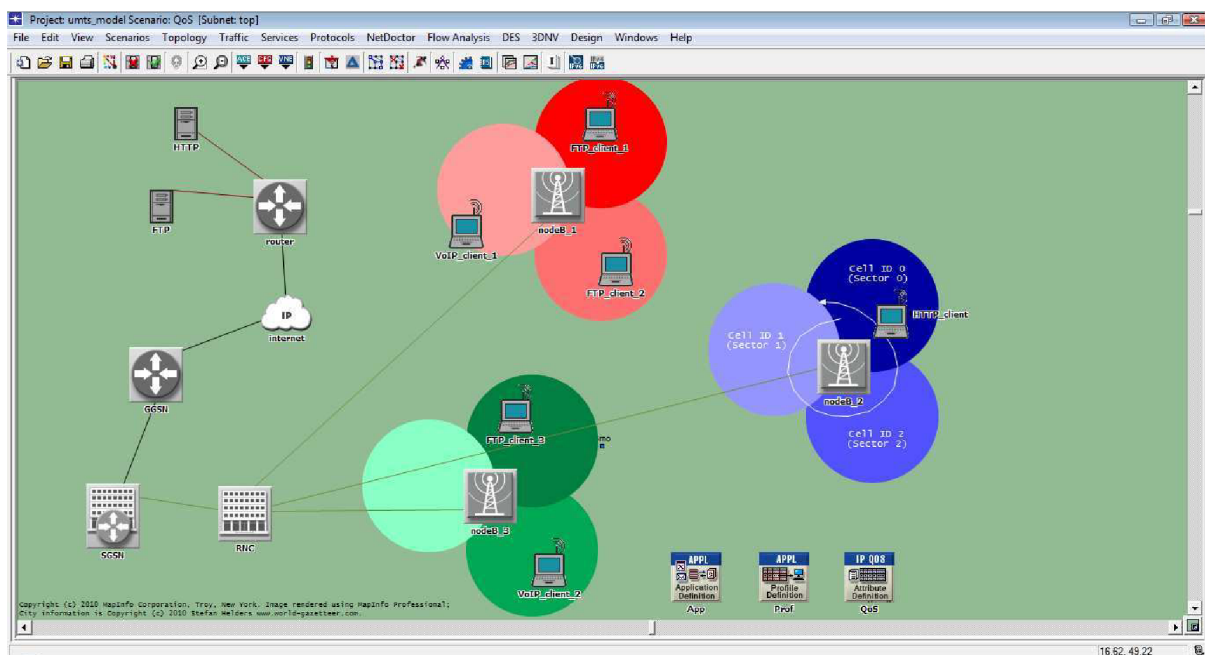 Project: umts_model Scenario: QoS [Subnet: top]
File Edit View Scenarios Topology Traffic Services Protocols NetDoctor Flow Analysis DES 3DNV Design Windows Help
HTTP
FTP
router
IP
internet
GGSN
SGSN
RNC
FTP_client_1
nodeB_1
VoIP_client_1
FTP_client_2
Cell ID 0
(Sector 0)
HTTP_client
Cell ID 1
(Sector 1)
nodeB_2
Cell ID 2
(Sector 2)
FTP_client_3
nodeB_3
VoIP_client_2
APPL
Application
Definition
App
APPL
Profile
Definition
Prof
IP QOS
Attribute
Definition
QoS
Copyright (c) 2010 MapInfo Corporation, Troy, New York. Image rendered using MapInfo Professional;
City information is Copyright (c) 2010 Stefan Helders www.world-gazetteer.com.
16.62, 49.22